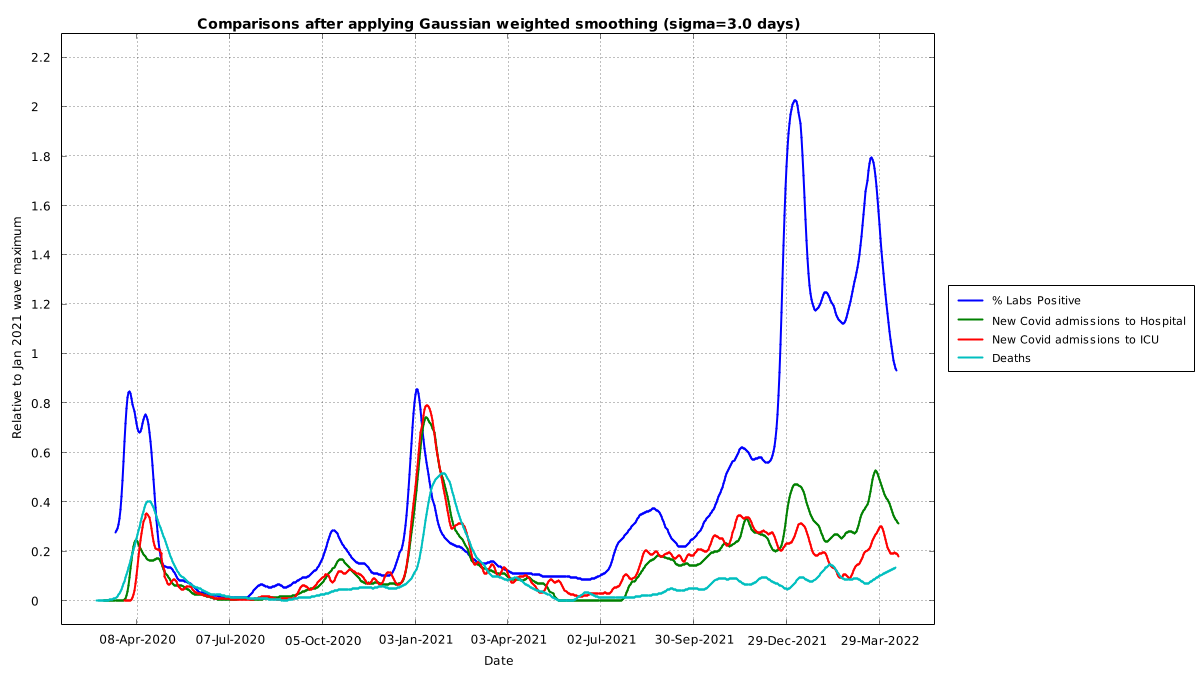 Comparisons after applying Gaussian weighted smoothing (sigma=3.0 days)
Relative to Jan 2021 wave maximum
2.2
2
1.8
1.6
1.4
1.2
1
0.8
0.6
0.4
0.2
0
08-Apr-2020 07-Jul-2020 05-Oct-2020 03-Jan-2021 03-Apr-2021 02-Jul-2021 30-Sep-2021 29-Dec-2021 29-Mar-2022
Date
% Labs Positive
New Covid admissions to Hospital
New Covid admissions to ICU
Deaths